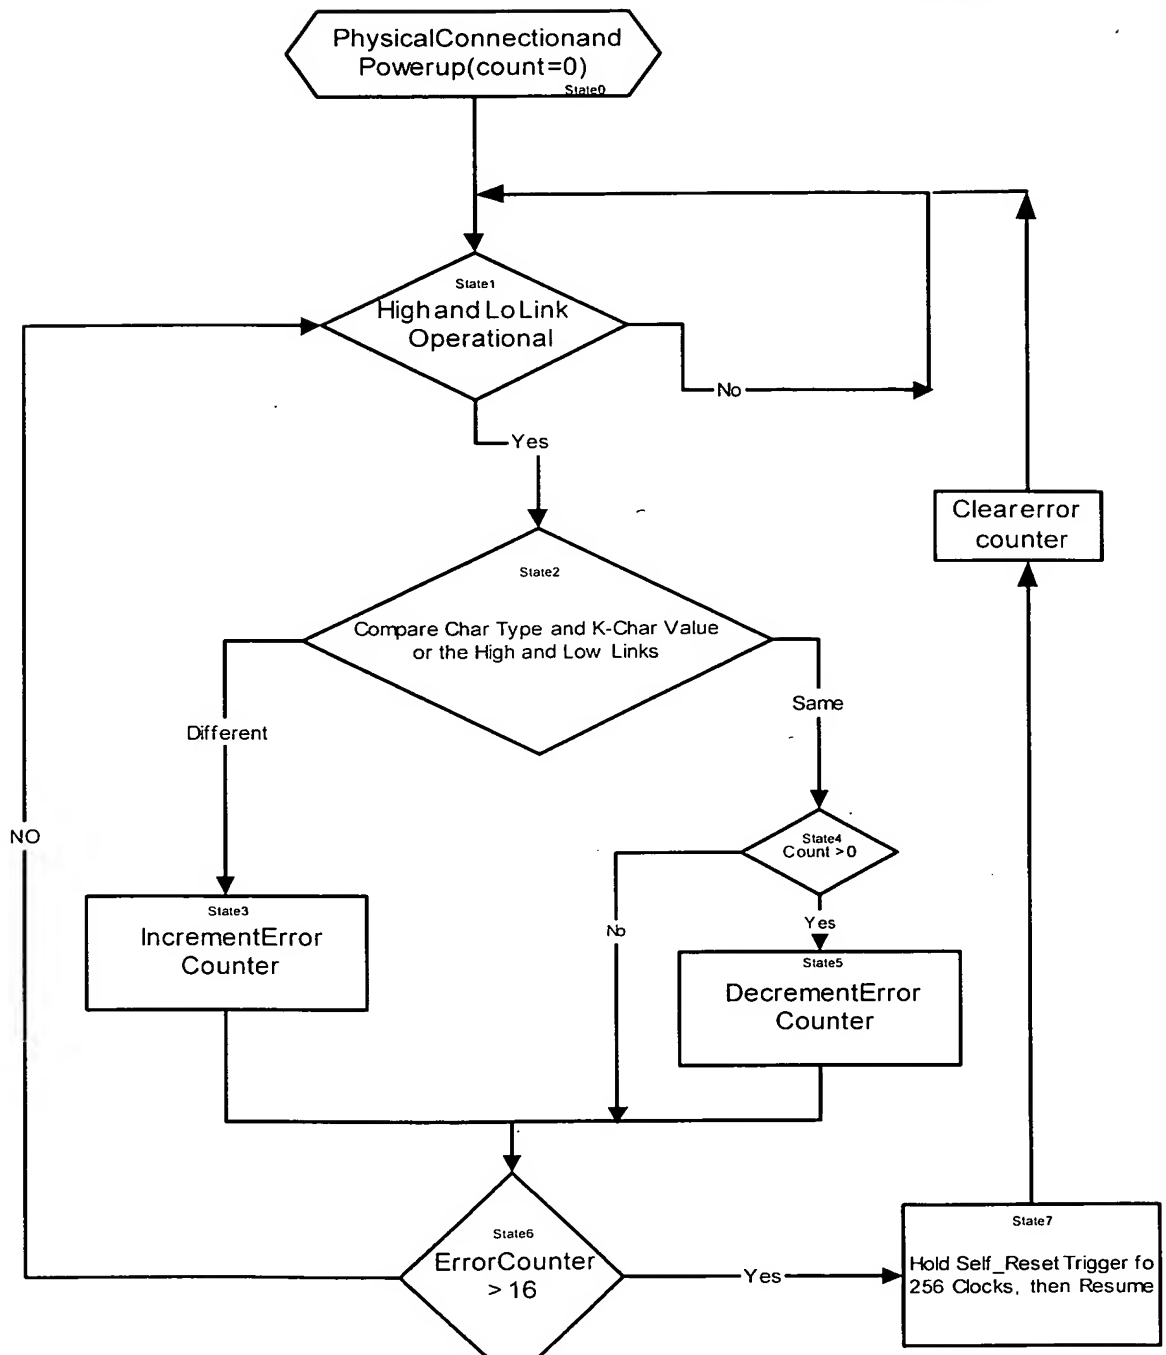 PhysicalConnectionand
Powerup(count=0)
State0
State1
High and Lo Link
Operational
No
Yes
Clearerror
counter
State2
Compare Char Type and K-Char Value
or the High and Low Links
Same
Different
NO
State4
Count >0
State3
IncrementError
Counter
No
Yes
State5
DecrementError
Counter
State6
ErrorCounter
> 16
Yes
State7
Hold Self_Reset Trigger fo
256 Clocks, then Resume